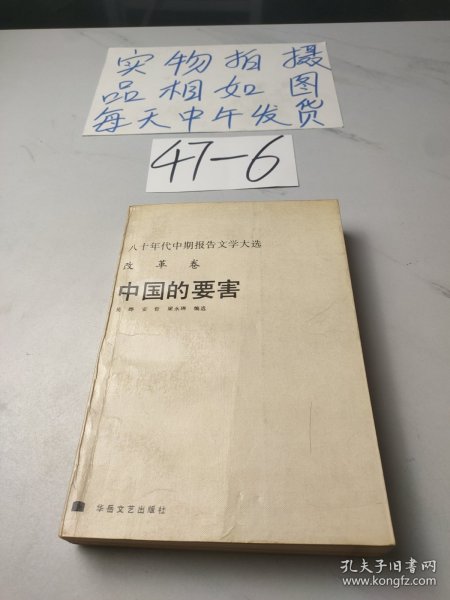 实物拍摄
品相如图
每天中午发货
47-6
八十年代中期报告文学大选
改革卷
中国的要害
编选
华岳文艺出版社
孔夫子旧书网
www.kongfz.com